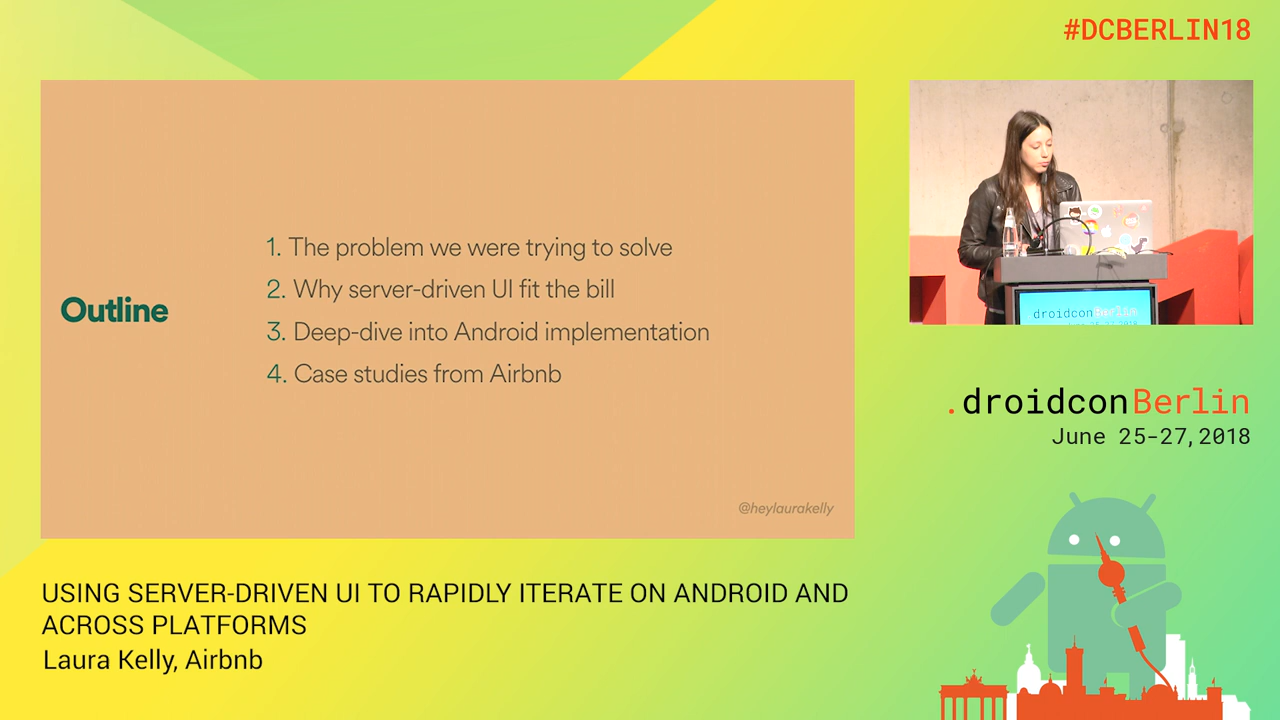 #DCBERLIN18
Outline
1. The problem we were trying to solve
2. Why server-driven UI fit the bill
3. Deep-dive into Android implementation
4. Case studies from Airbnb
@heylaurakelly
droidconBerlin
.droidconBerlin
June 25-27,2018
USING SERVER-DRIVEN UI TO RAPIDLY ITERATE ON ANDROID AND
ACROSS PLATFORMS
Laura Kelly, Airbnb